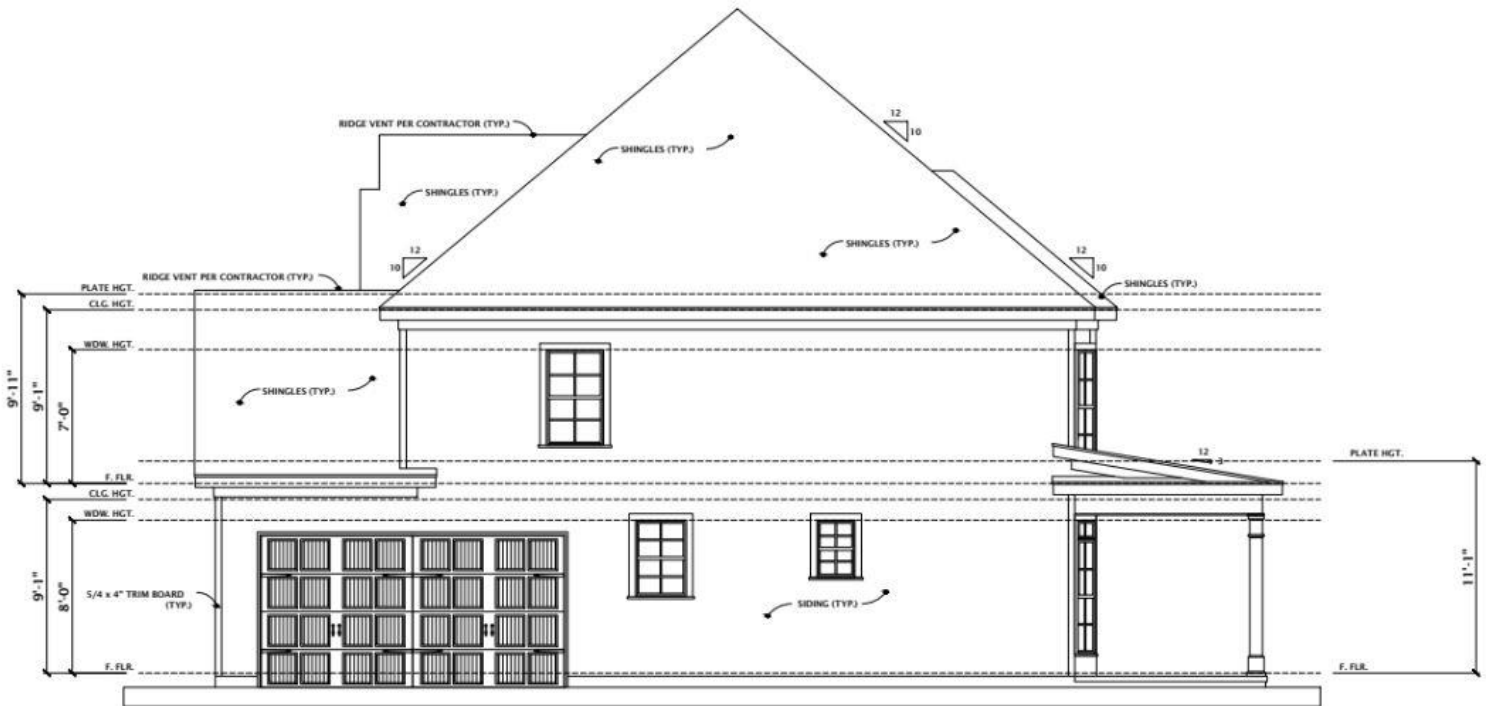 12
10
RIDGE VENT PER CONTRACTOR (TYP.)
SHINGLES (TYP.)
SHINGLES (TYP.)
SHINGLES (TYP.)
12
10
12
10
RIDGE VENT PER CONTRACTOR (TYP.)
SHINGLES (TYP.)
PLATE HGT.
CLG. HGT.
WDW. HGT.
9'-11"
9'-1"
7'-0"
SHINGLES (TYP.)
12
3
PLATE HGT.
F. FLR.
CLG. HGT.
WDW. HGT.
9'-1"
8'-0"
5/4 x 4" TRIM BOARD
(TYP.)
SIDING (TYP.)
11'-1"
F. FLR.
F. FLR.